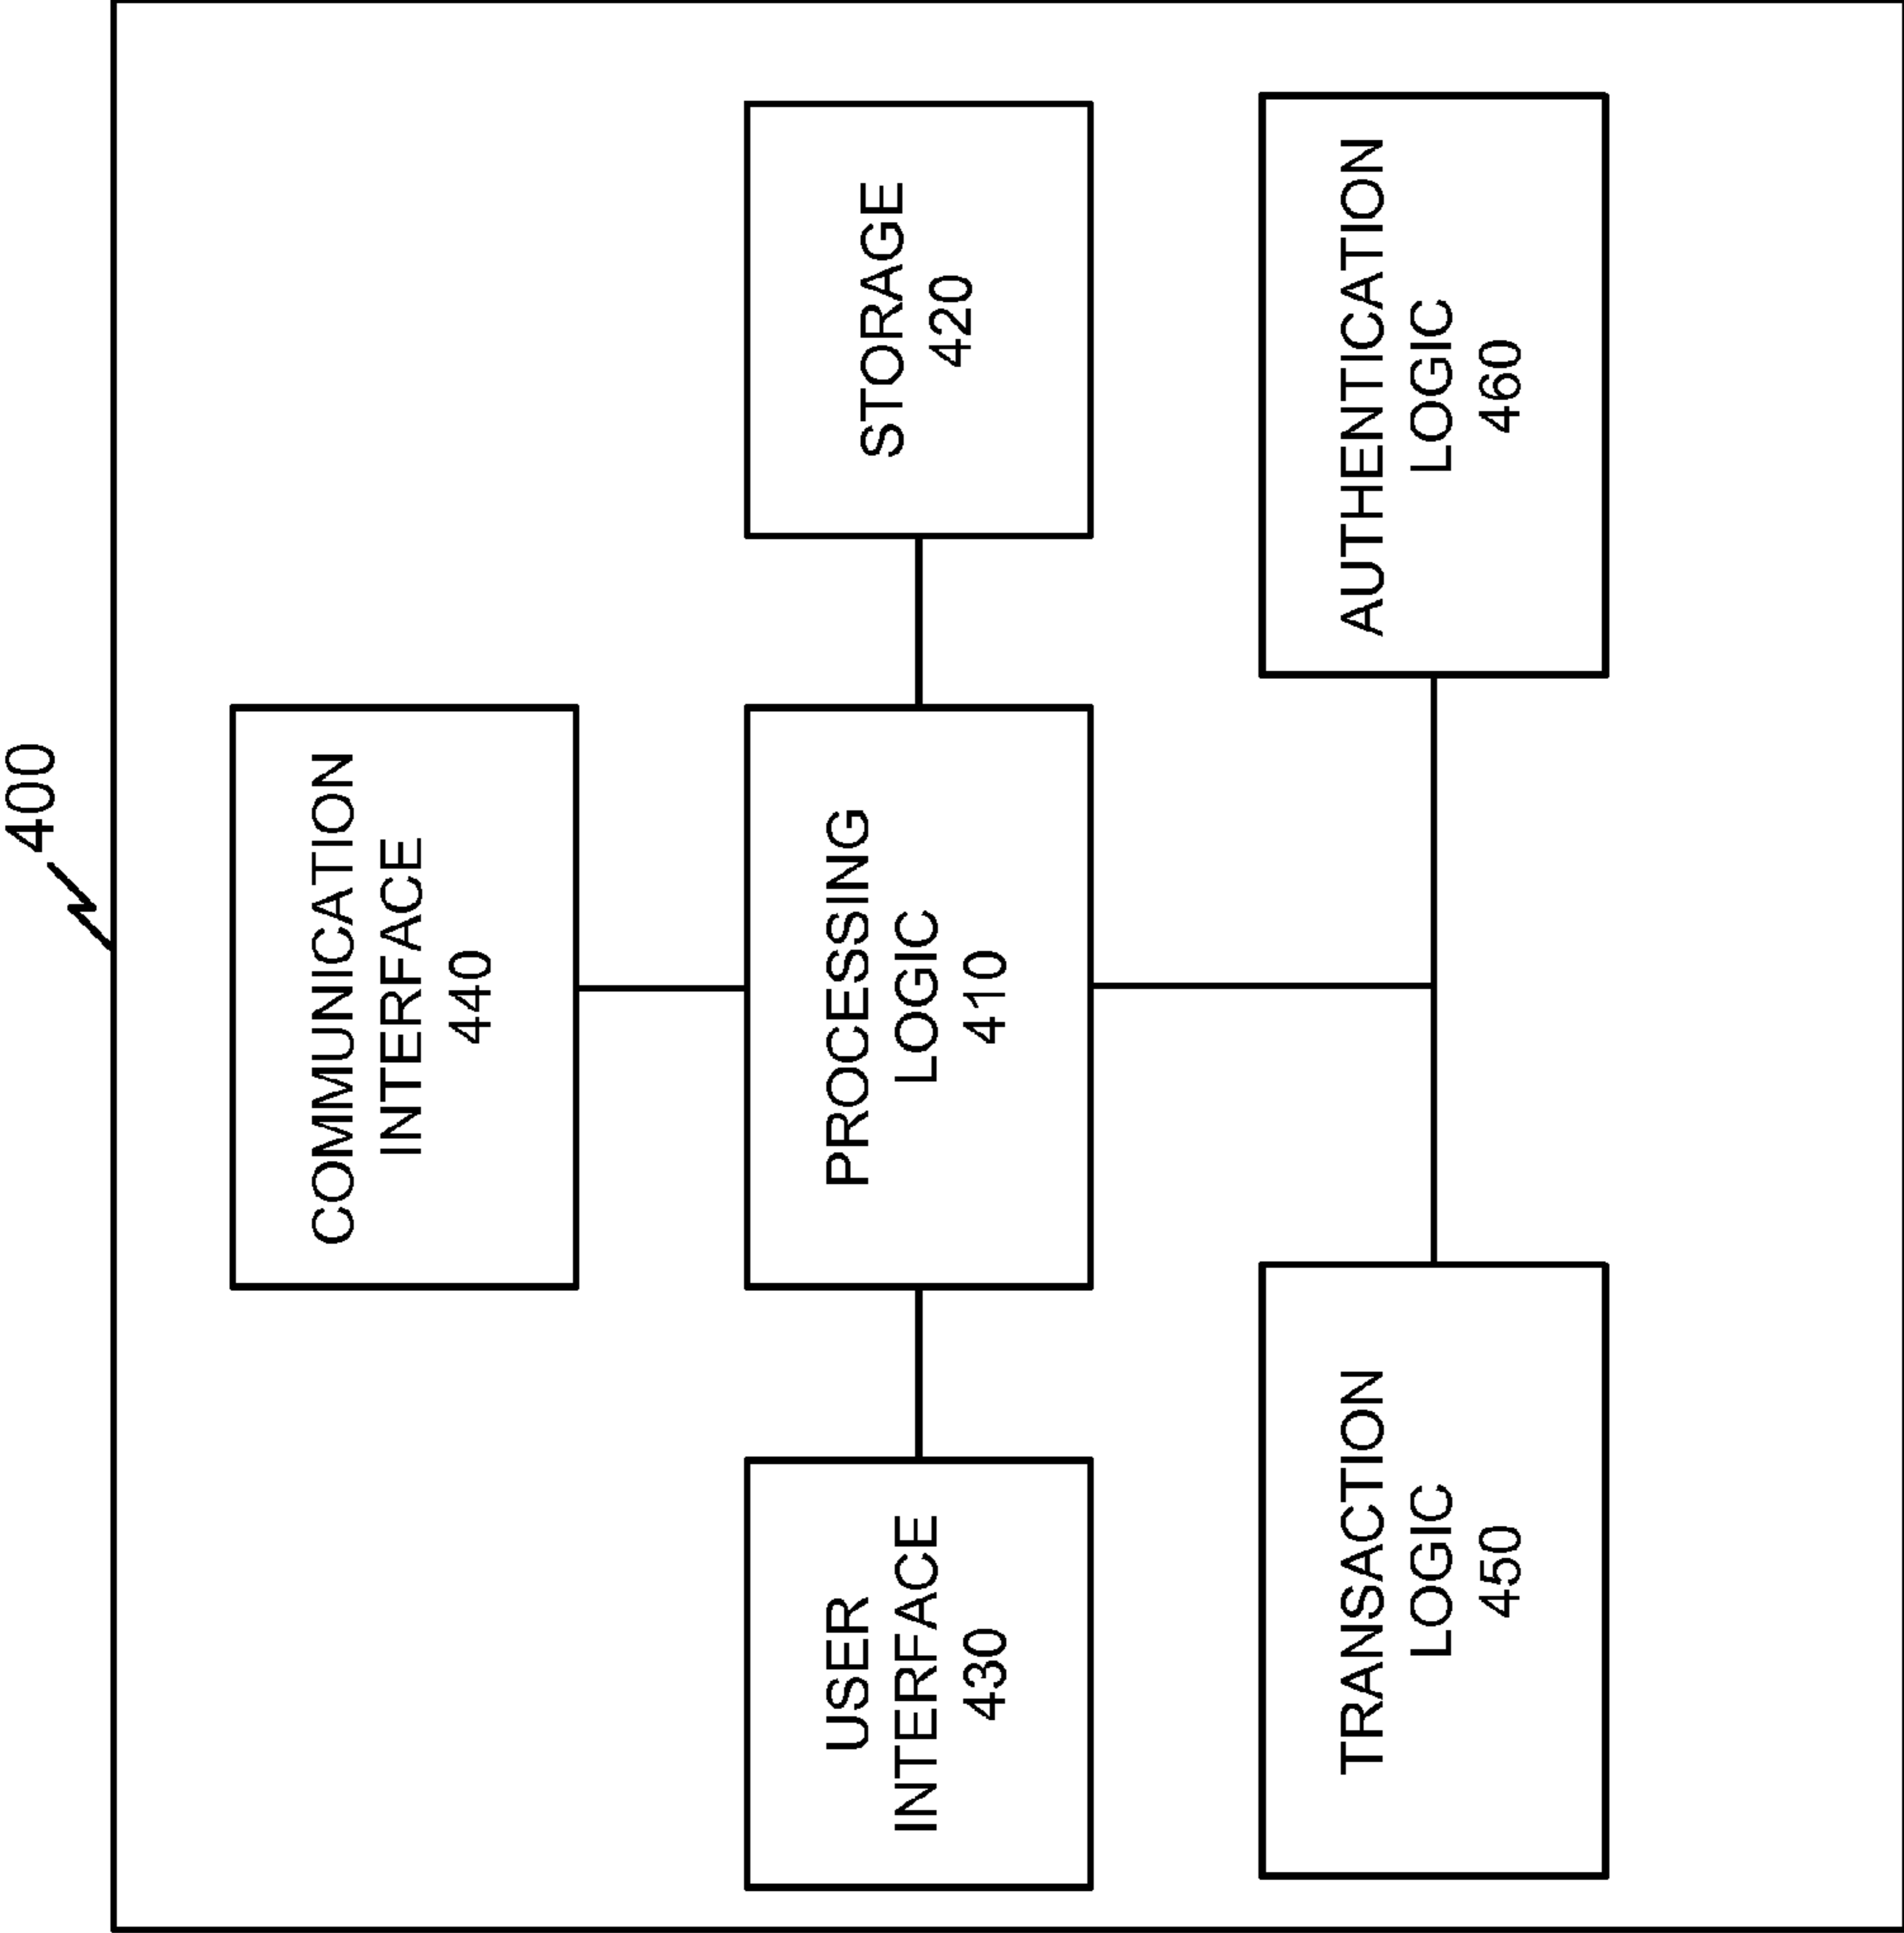 400
COMMUNICATION
INTERFACE
440
USER
INTERFACE
430
PROCESSING
LOGIC
410
STORAGE
420
TRANSACTION
LOGIC
450
AUTHENTICATION
LOGIC
460